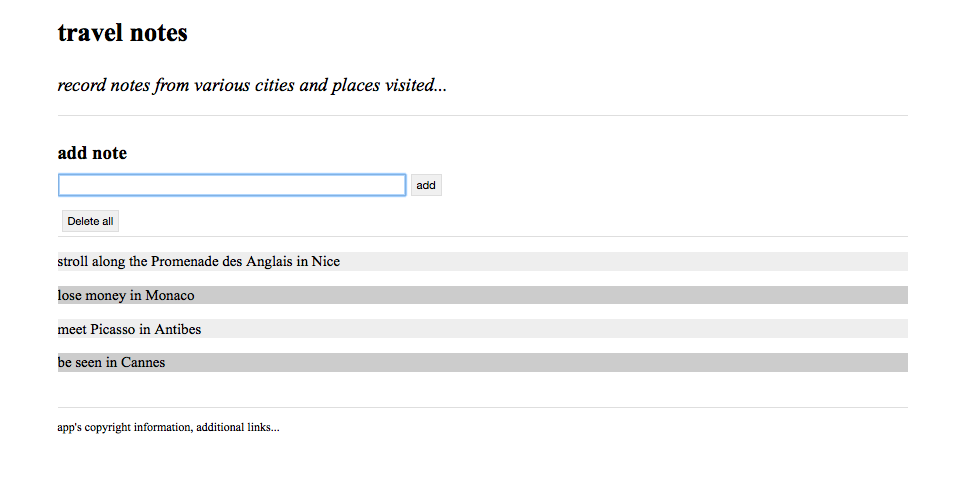 travel notes
record notes from various cities and places visited...
add note
add
Delete all
stroll along the Promenade des Anglais in Nice
lose money in Monaco
meet Picasso in Antibes
be seen in Cannes
app's copyright information, additional links...